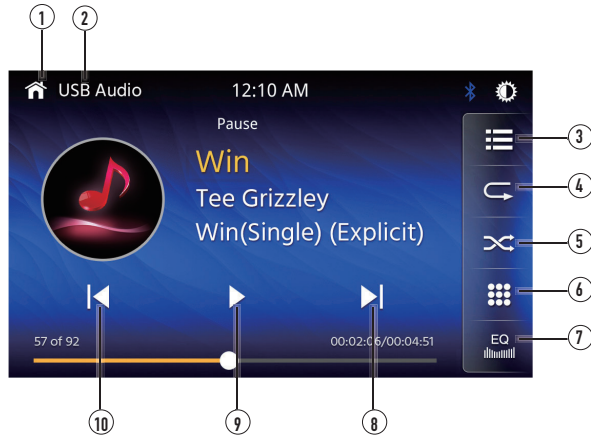 1 2
USB Audio 12:10 AM
Pause
Win
Tee Grizzley
Win(Single) (Explicit)
3
4
5
6
EQ 7
57 of 92 00:02:06/00:04:51
10 9 8